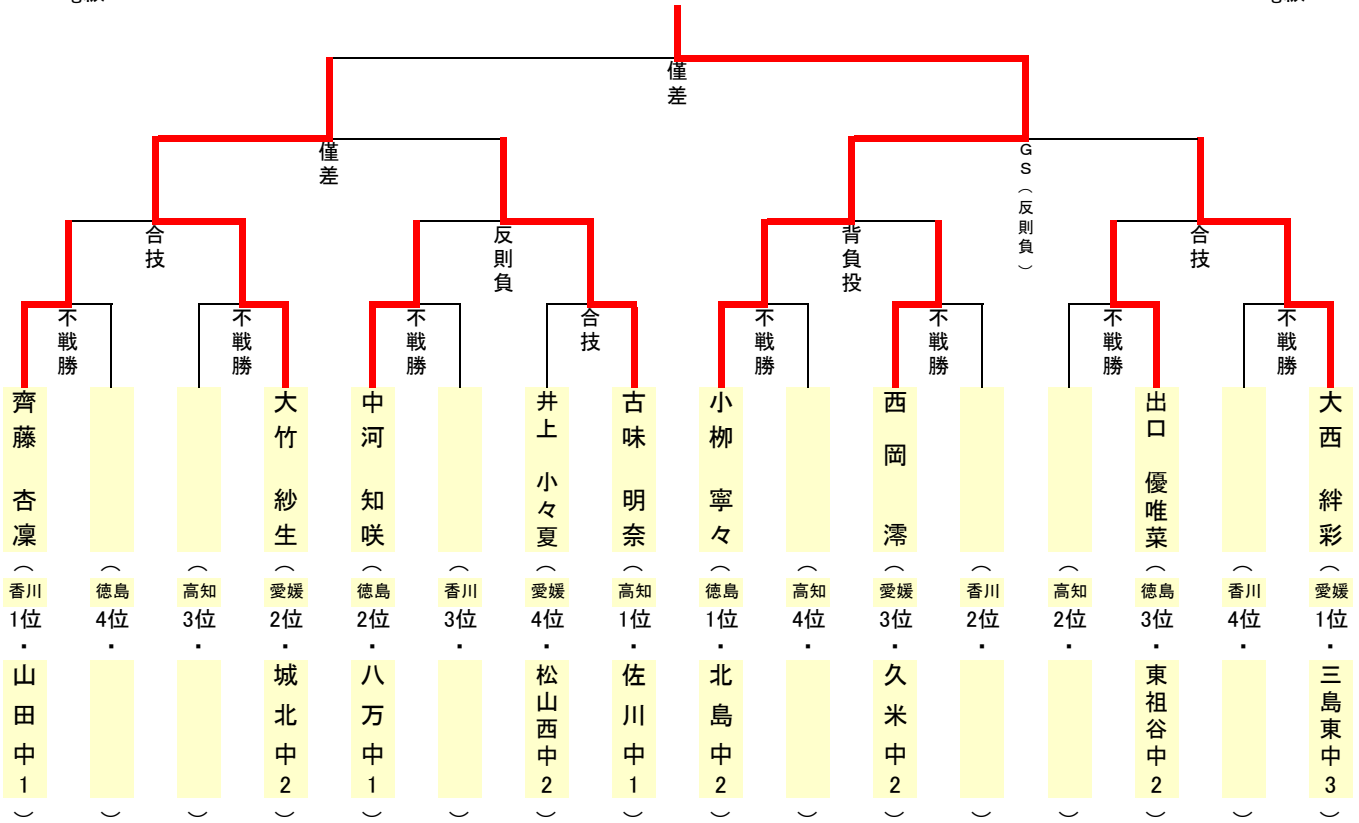 僅差
僅差
GS（反則負）
合技
反則負
背負投
合技
不戦勝
不戦勝
不戦勝
合技
不戦勝
不戦勝
不戦勝
不戦勝
齊藤 杏凜（香川1位・山田中1）
（徳島4位・）
（高知3位・）
大竹 紗生（愛媛2位・城北中2）
中河 知咲（徳島2位・八万中1）
（香川3位・）
井上 小々夏（愛媛4位・松山西中2）
古味 明奈（高知1位・佐川中1）
小柳 寧々（徳島1位・北島中2）
（高知4位・）
西岡 澪（愛媛3位・久米中2）
（香川2位・）
（高知2位・）
出口 優唯菜（徳島3位・東祖谷中2）
（香川4位・）
大西 絆彩（愛媛1位・三島東中3）